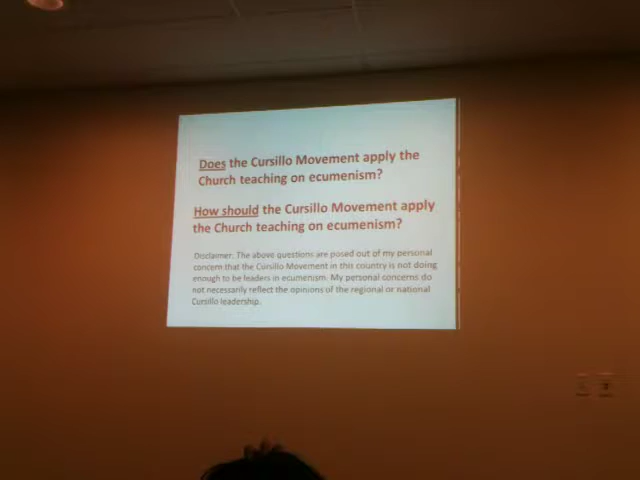 Does the Cursillo Movement apply the
Church teaching on ecumenism?
How should the Cursillo Movement apply
the Church teaching on ecumenism?
Disclaimer: The above questions are posed out of my personal
concern that the Cursillo Movement in this country is not doing
enough to be leaders in ecumenism. My personal concerns do
not necessarily reflect the opinions of the regional or national
Cursillo leadership.